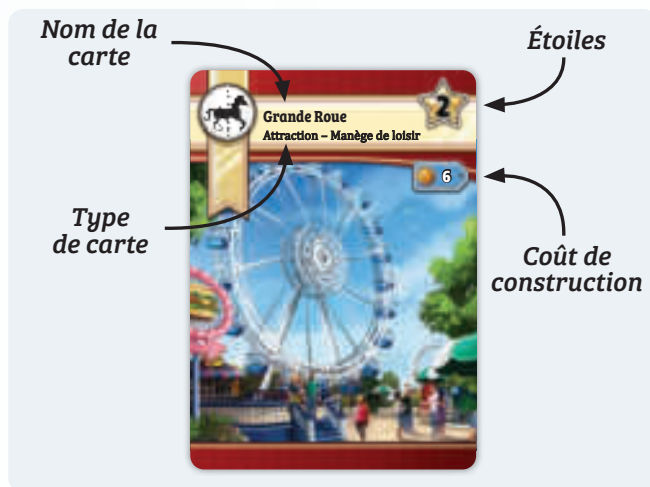 Nom de la
carte
Étoiles
2
Grande Roue
Attraction – Manège de loisir
6
Type
de carte
Coût de
construction